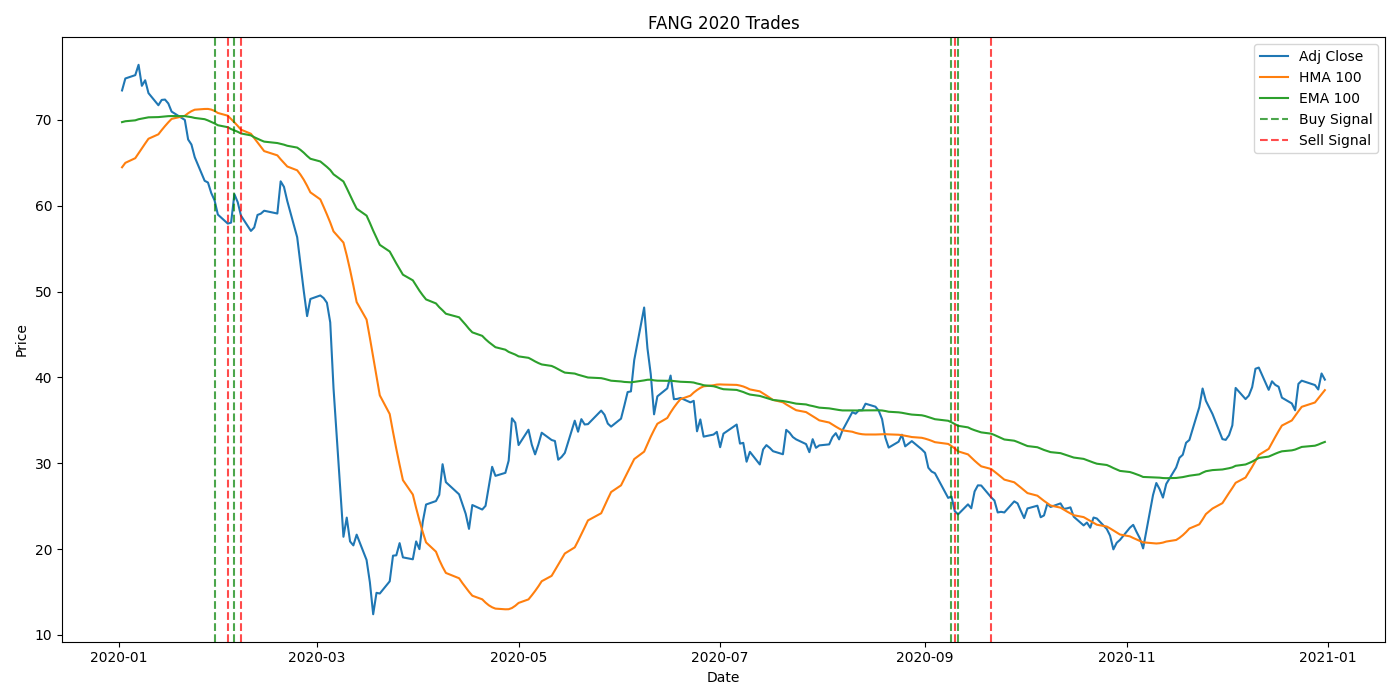 FANG 2020 Trades
Adj Close
HMA 100
EMA 100
Buy Signal
Sell Signal
Price
70
60
50
40
30
20
10
2020-01
2020-03
2020-05
2020-07
2020-09
2020-11
2021-01
Date